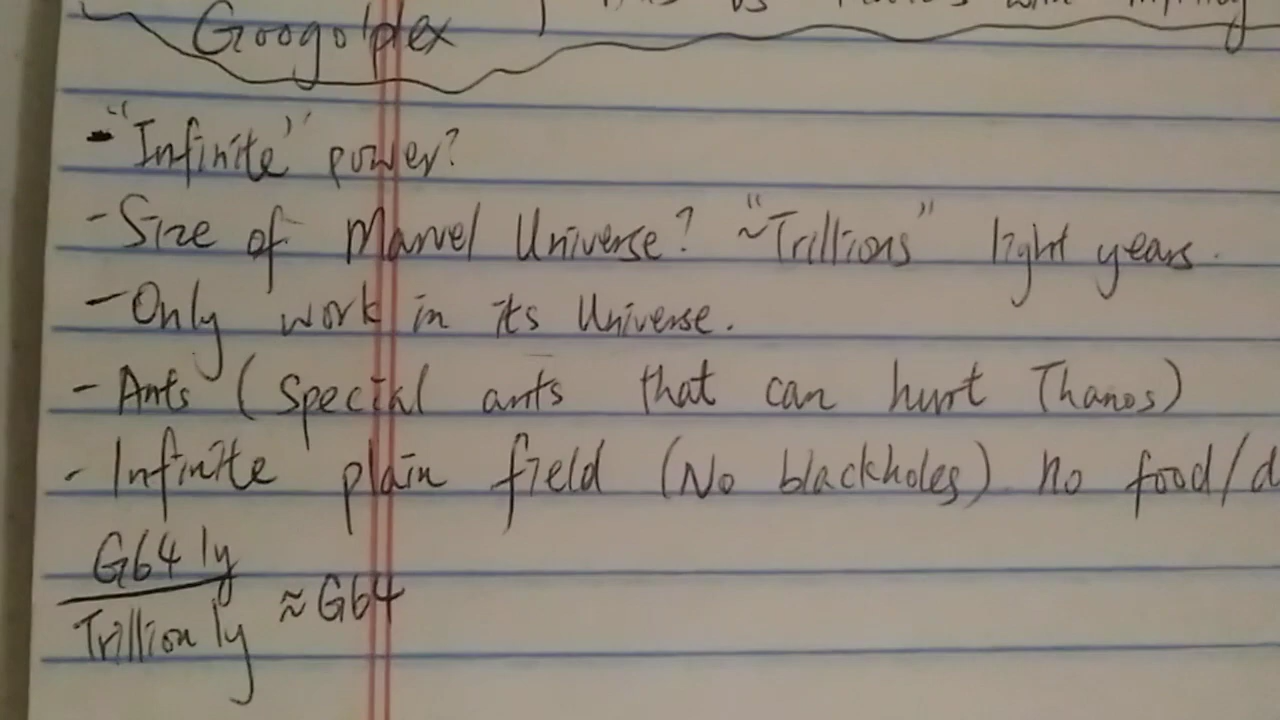 Googolplex
- "Infinite" power?
- Size of Marvel Universe? ~"Trillions" light years.
- Only work in its Universe.
- Ants (Special ants that can hurt Thanos)
- Infinite plain field (No blackholes) no food/d
G64 ly
Trillion ly ≈ G64